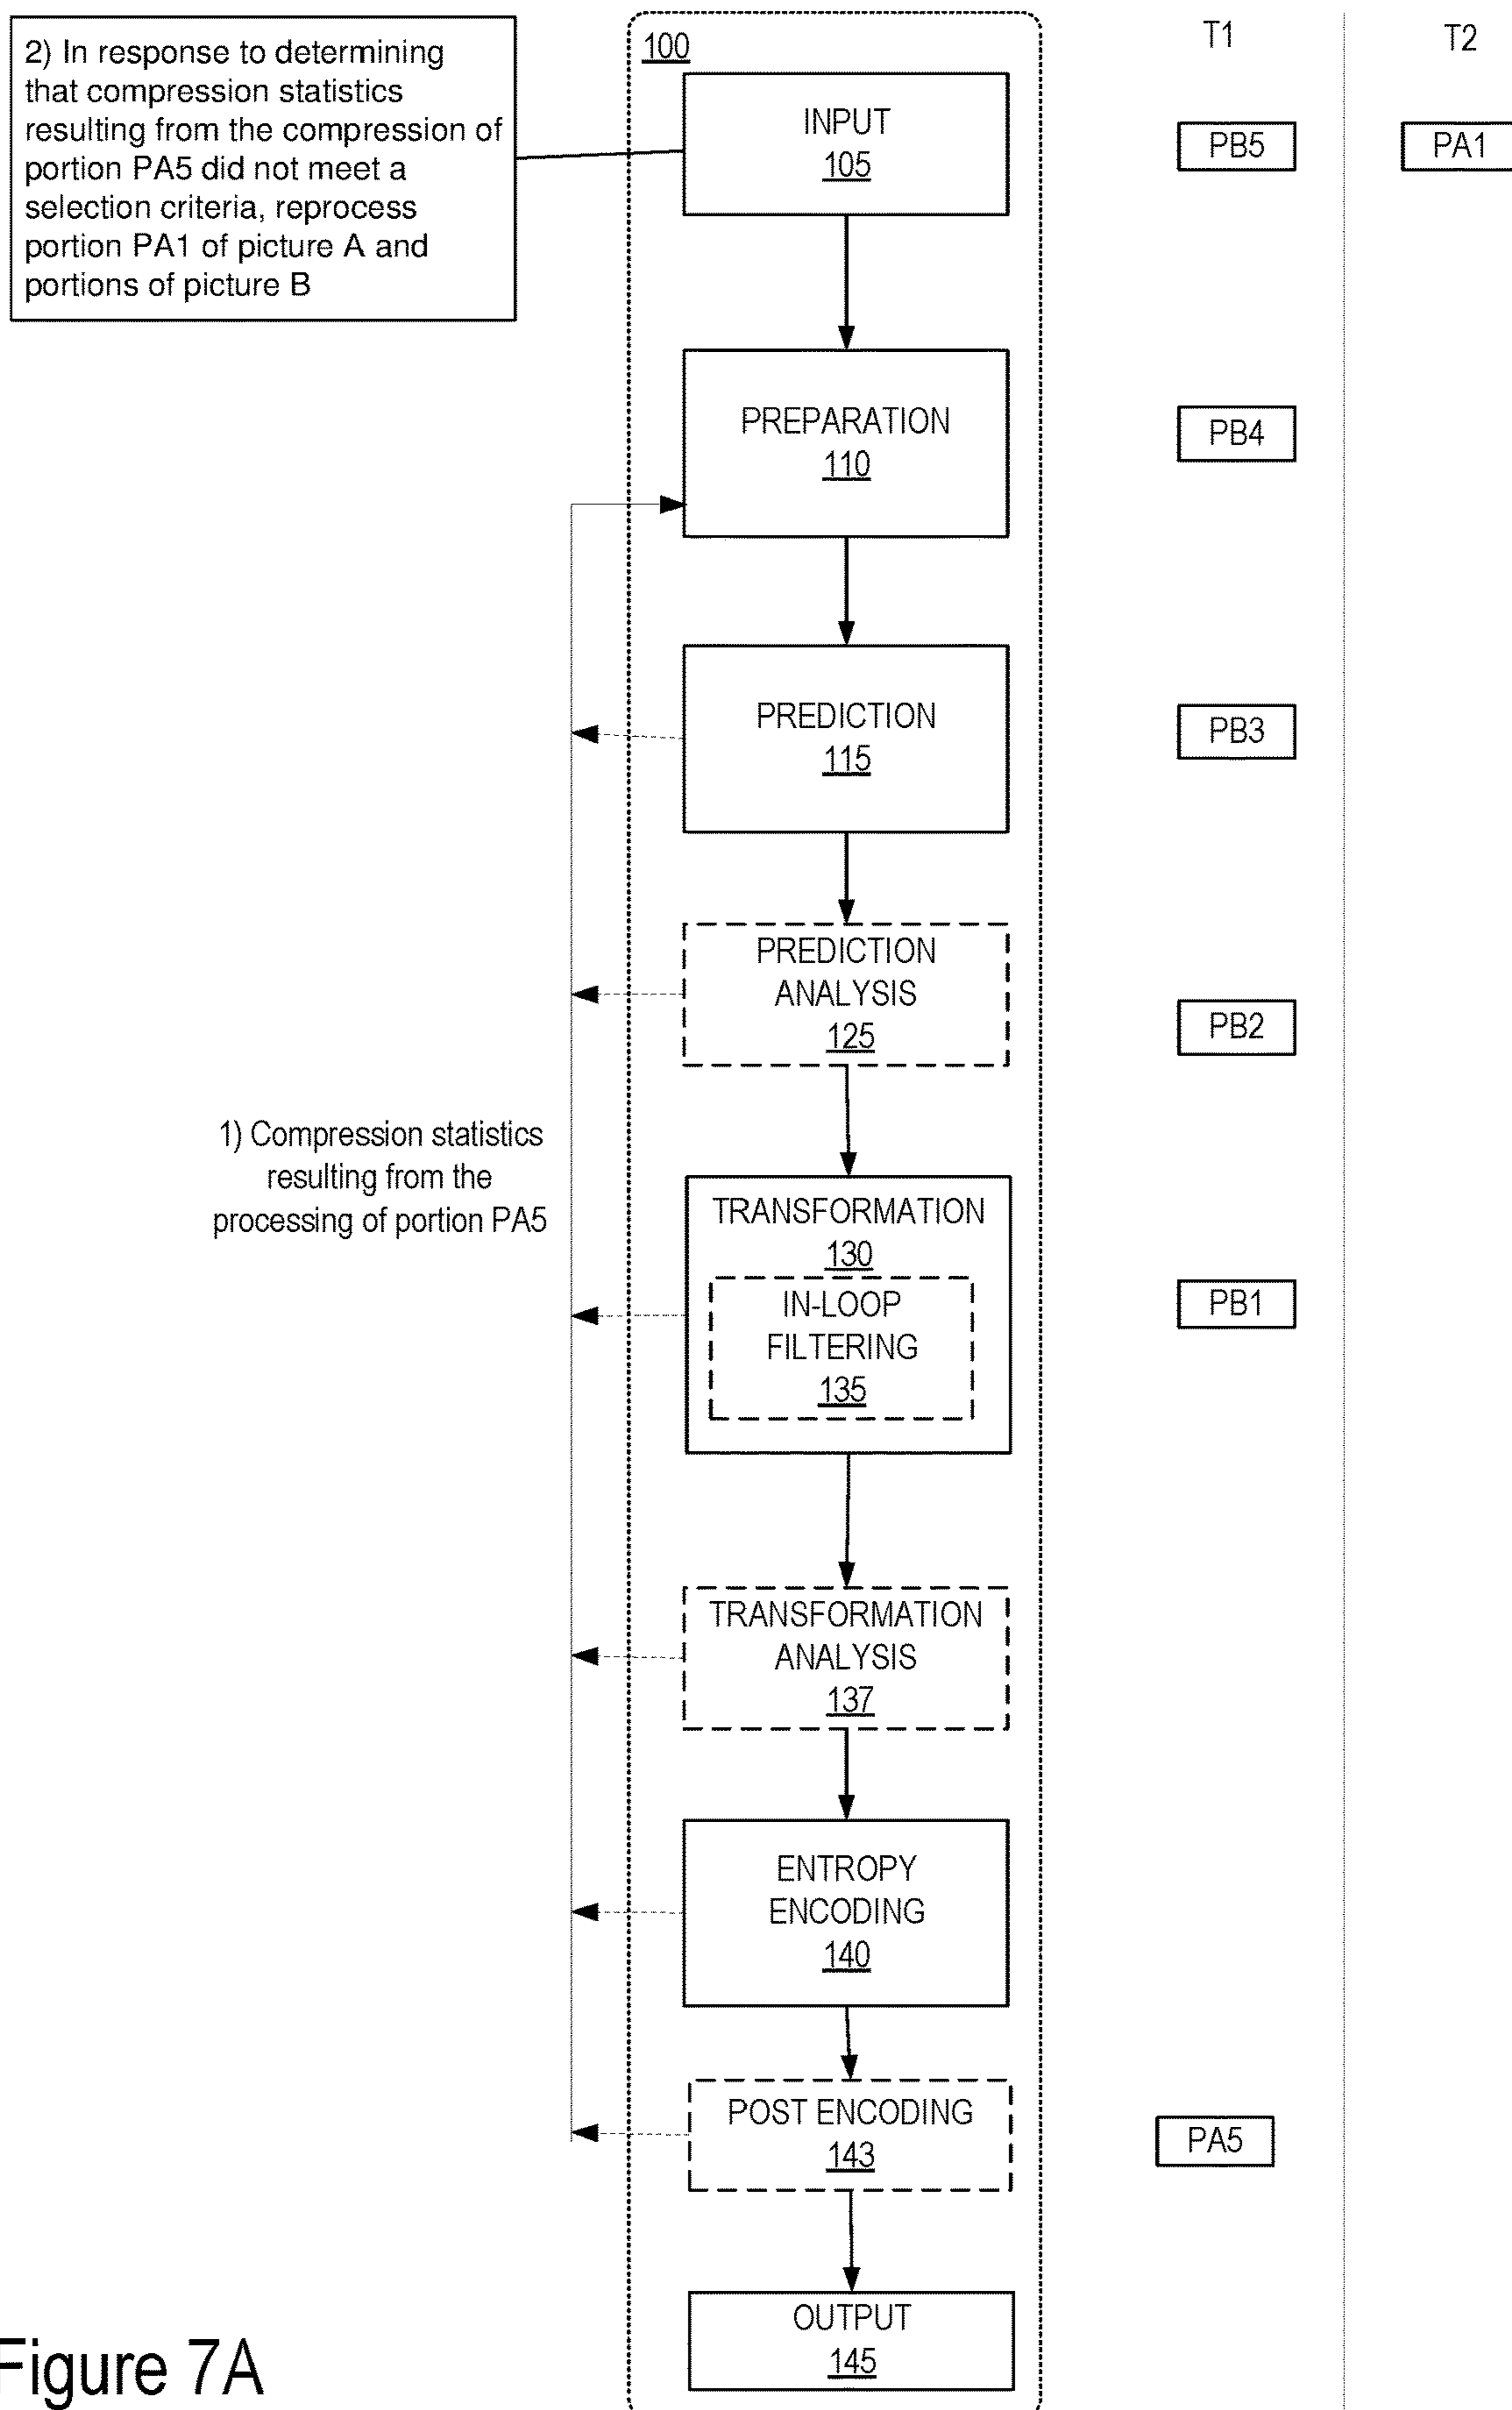 2) In response to determining
that compression statistics
resulting from the compression of
portion PA5 did not meet a
selection criteria, reprocess
portion PA1 of picture A and
portions of picture B
100
T1
T2
INPUT
105
PB5
PA1
PREPARATION
110
PB4
PREDICTION
115
PB3
PREDICTION
ANALYSIS
125
PB2
1) Compression statistics
resulting from the
processing of portion PA5
TRANSFORMATION
130
IN-LOOP
FILTERING
135
PB1
TRANSFORMATION
ANALYSIS
137
ENTROPY
ENCODING
140
POST ENCODING
143
PA5
OUTPUT
145
Figure 7A